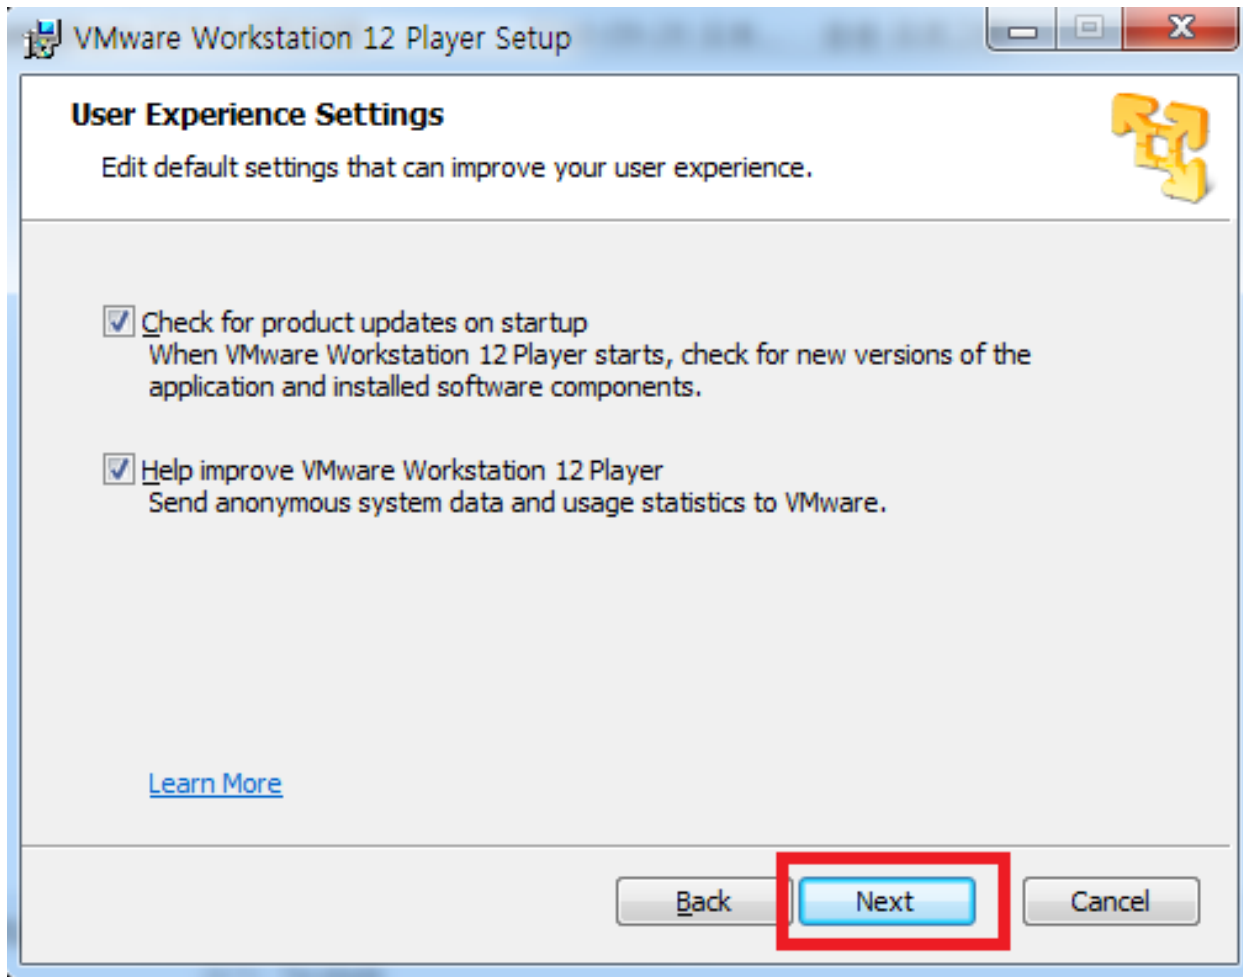 VMware Workstation 12 Player Setup
User Experience Settings
Edit default settings that can improve your user experience.
Check for product updates on startup
When VMware Workstation 12 Player starts, check for new versions of the
application and installed software components.
Help improve VMware Workstation 12 Player
Send anonymous system data and usage statistics to VMware.
Learn More
Back
Next
Cancel